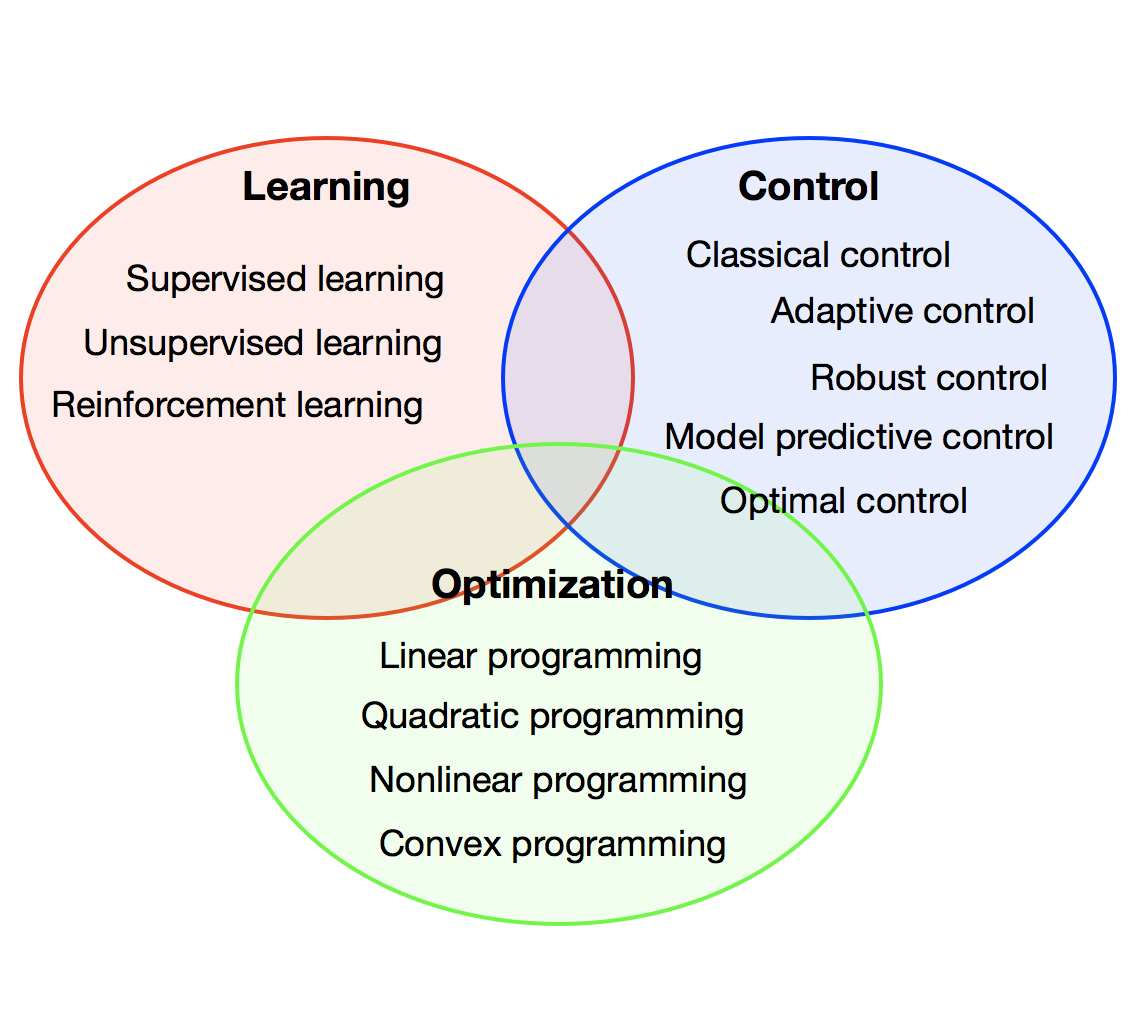 Learning
Supervised learning
Unsupervised learning
Reinforcement learning
Control
Classical control
Adaptive control
Robust control
Model predictive control
Optimal control
Optimization
Linear programming
Quadratic programming
Nonlinear programming
Convex programming